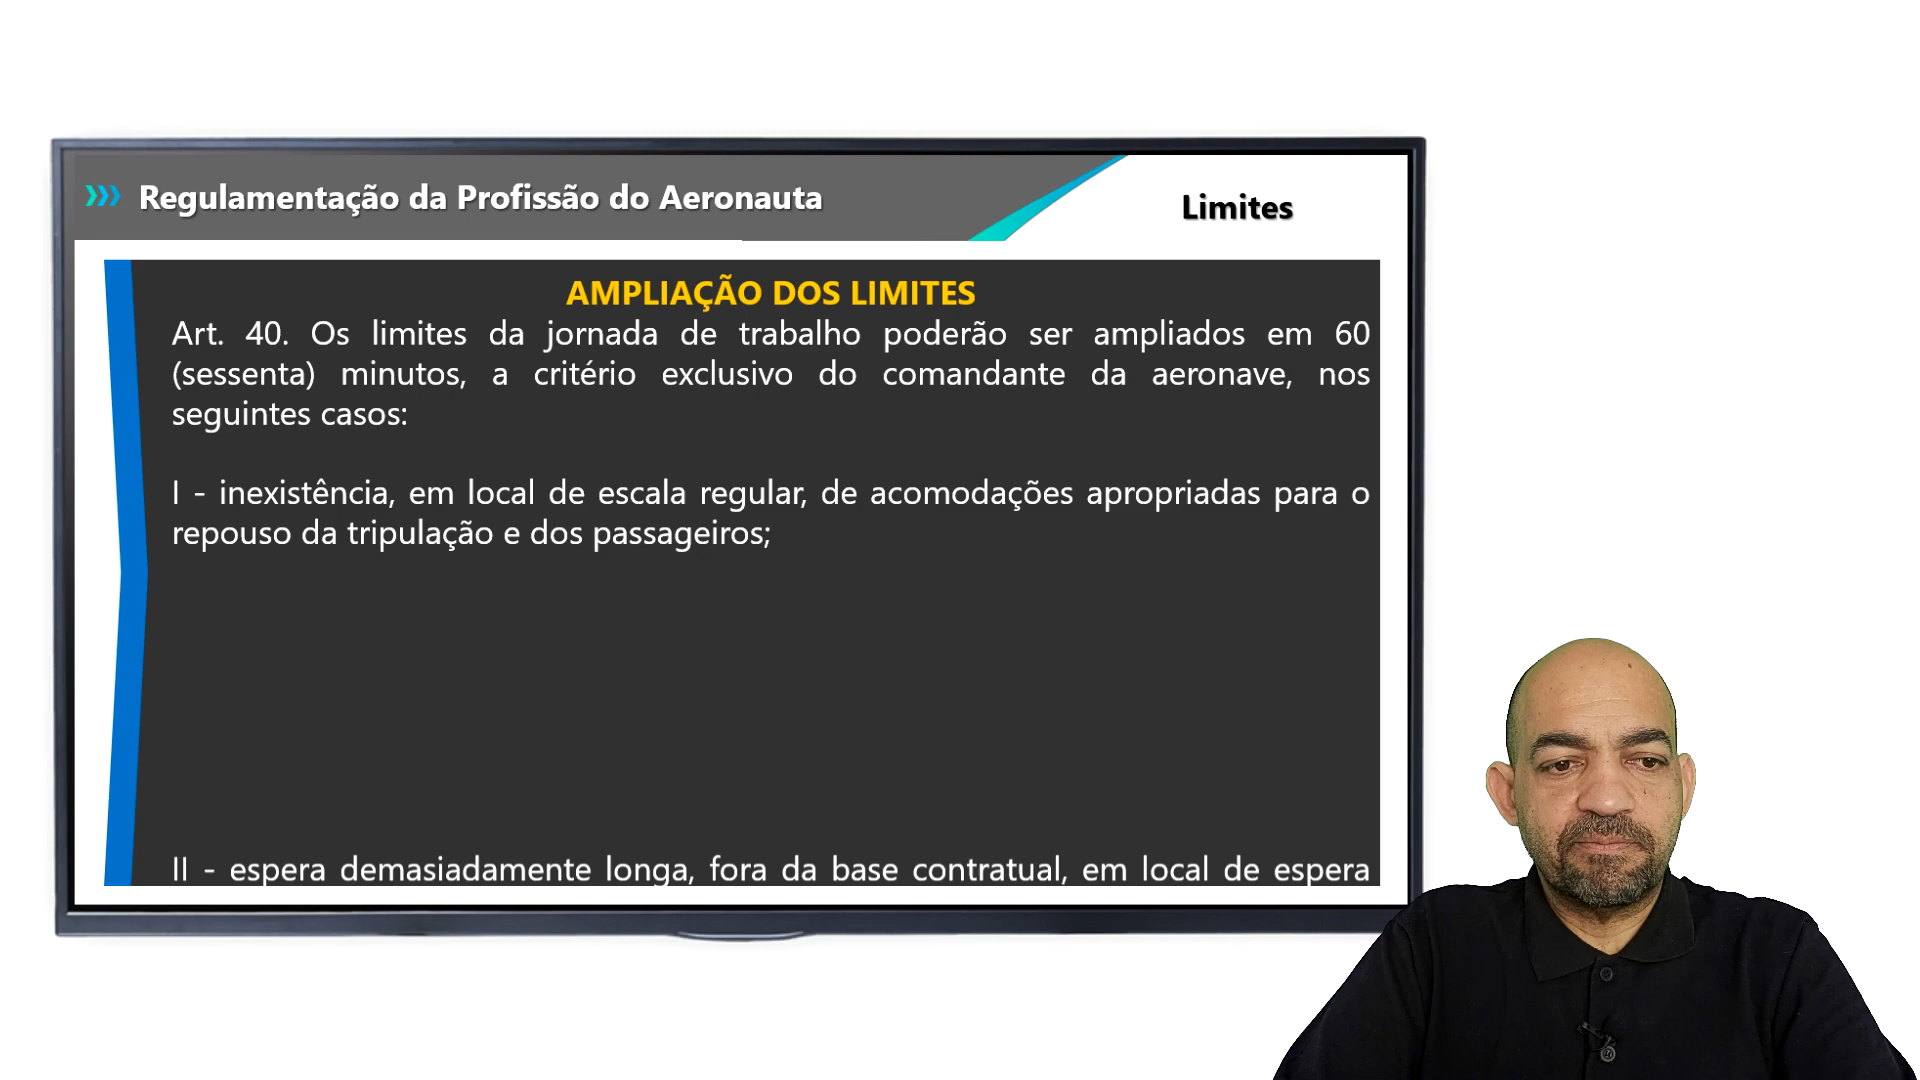 Regulamentação da Profissão do Aeronauta
Limites
AMPLIAÇÃO DOS LIMITES
Art. 40. Os limites da jornada de trabalho poderão ser ampliados em 60
(sessenta) minutos, a critério exclusivo do comandante da aeronave, nos
seguintes casos:
I - inexistência, em local de escala regular, de acomodações apropriadas para o
repouso da tripulação e dos passageiros;
II - espera demasiadamente longa, fora da base contratual, em local de espera